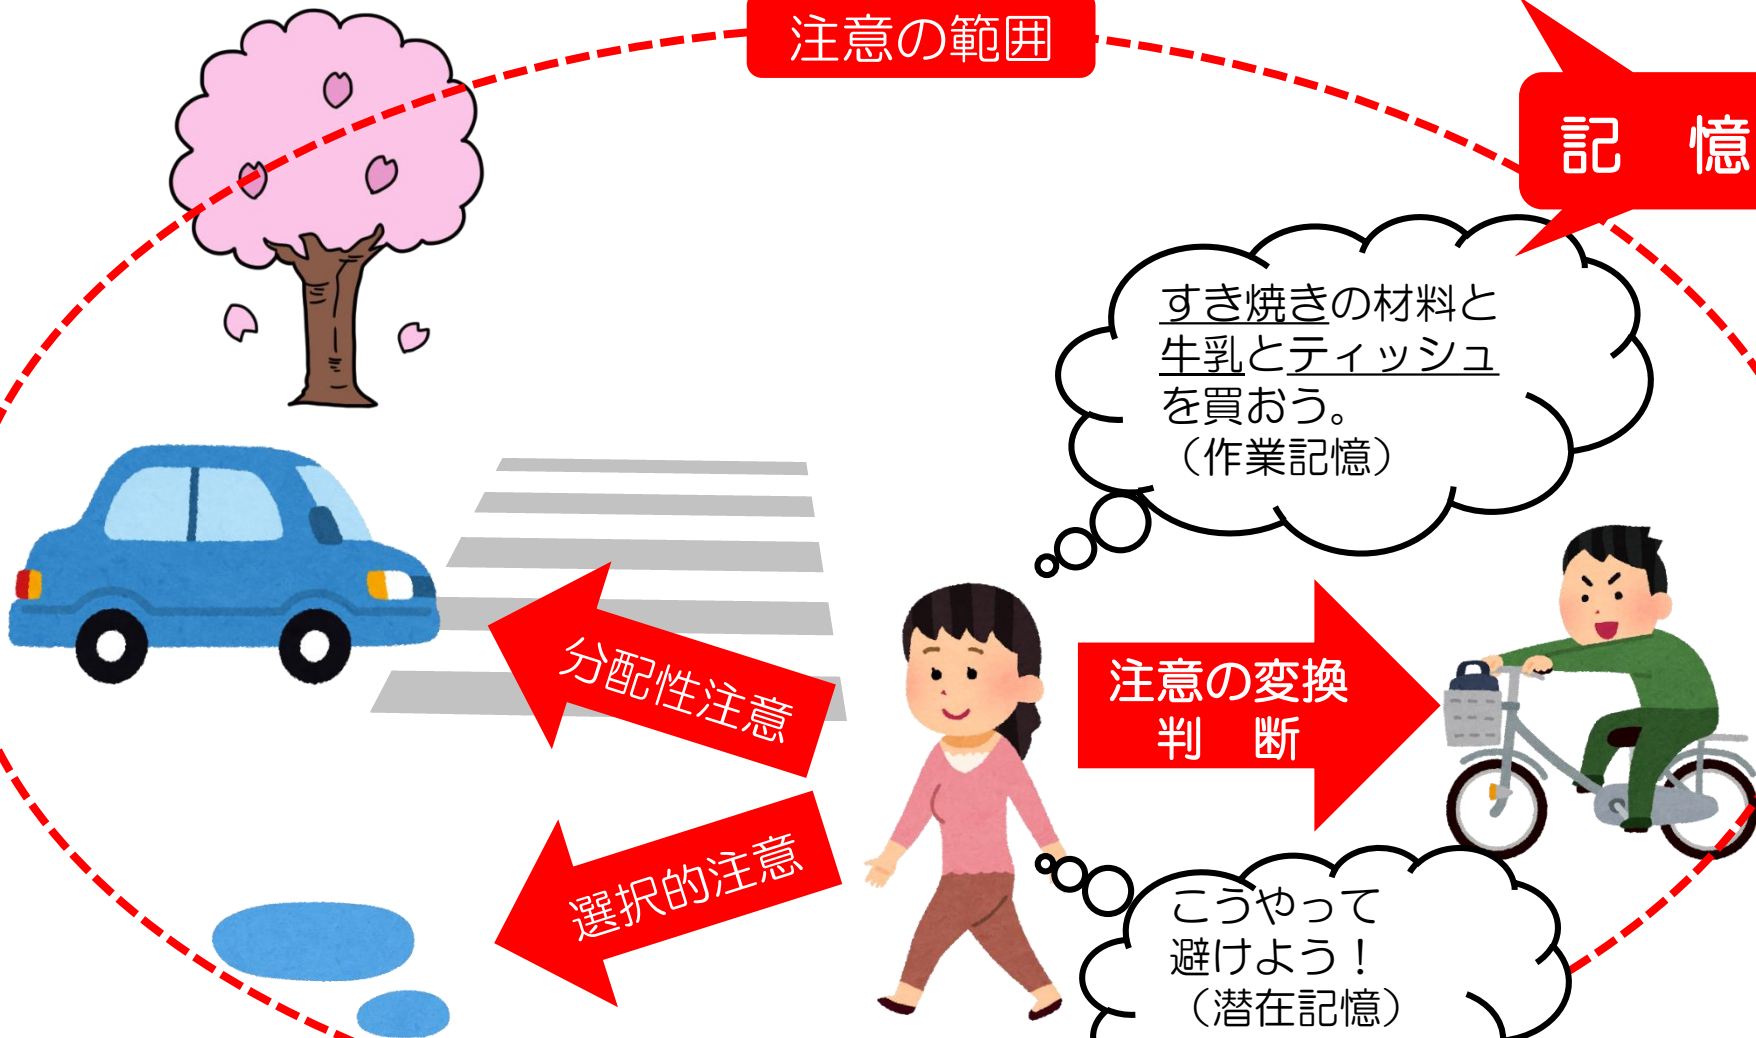 注意の範囲
記　憶
すき焼きの材料と
牛乳とティッシュ
を買おう。
（作業記憶）
分配性注意
注意の変換
判　断
選択的注意
こうやって
避けよう！
（潜在記憶）